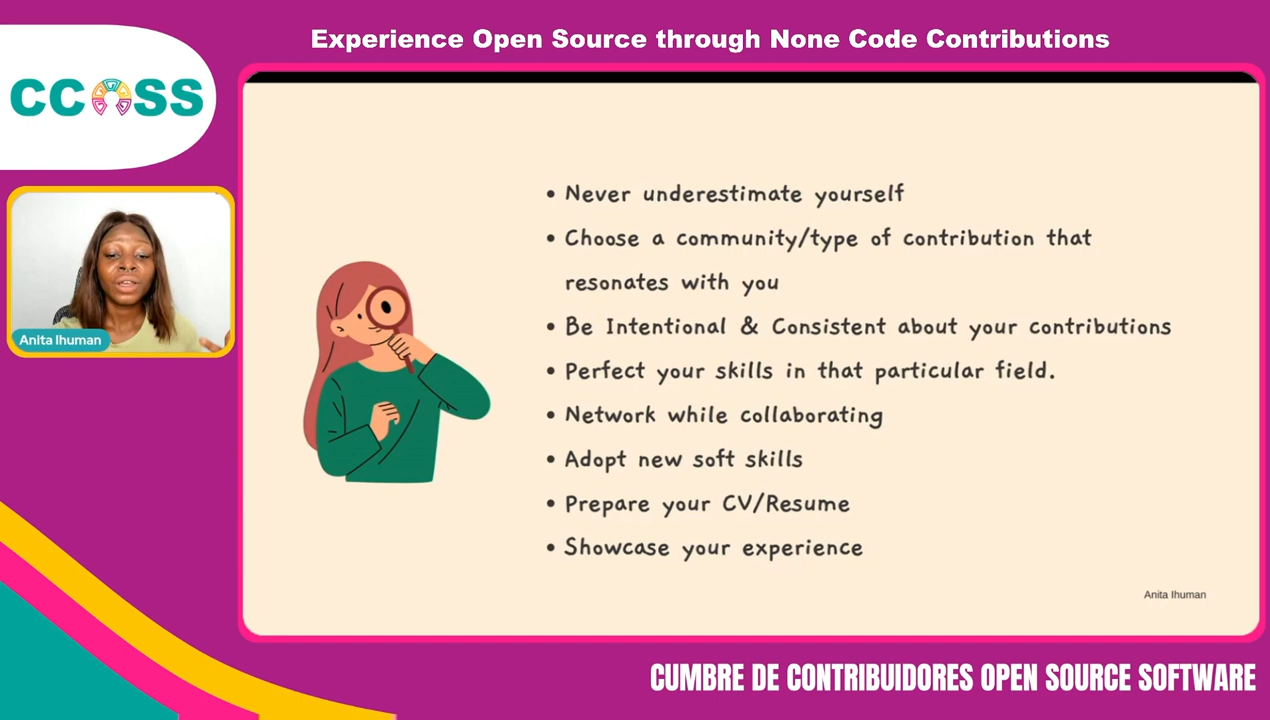 Experience Open Source through None Code Contributions
CCOSS
Anita Ihuman
• Never underestimate yourself
• Choose a community/type of contribution that
resonates with you
• Be Intentional & Consistent about your contributions
• Perfect your skills in that particular field.
• Network while collaborating
• Adopt new soft skills
• Prepare your CV/Resume
• Showcase your experience
Anita Ihuman
CUMBRE DE CONTRIBUIDORES OPEN SOURCE SOFTWARE